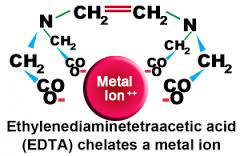 CH₂ CH₂
N N
CH₂ CH₂
CH₂ CO CO CH₂
Metal
Ion ++
CO CO
Ethylenediaminetetraacetic acid
(EDTA) chelates a metal ion